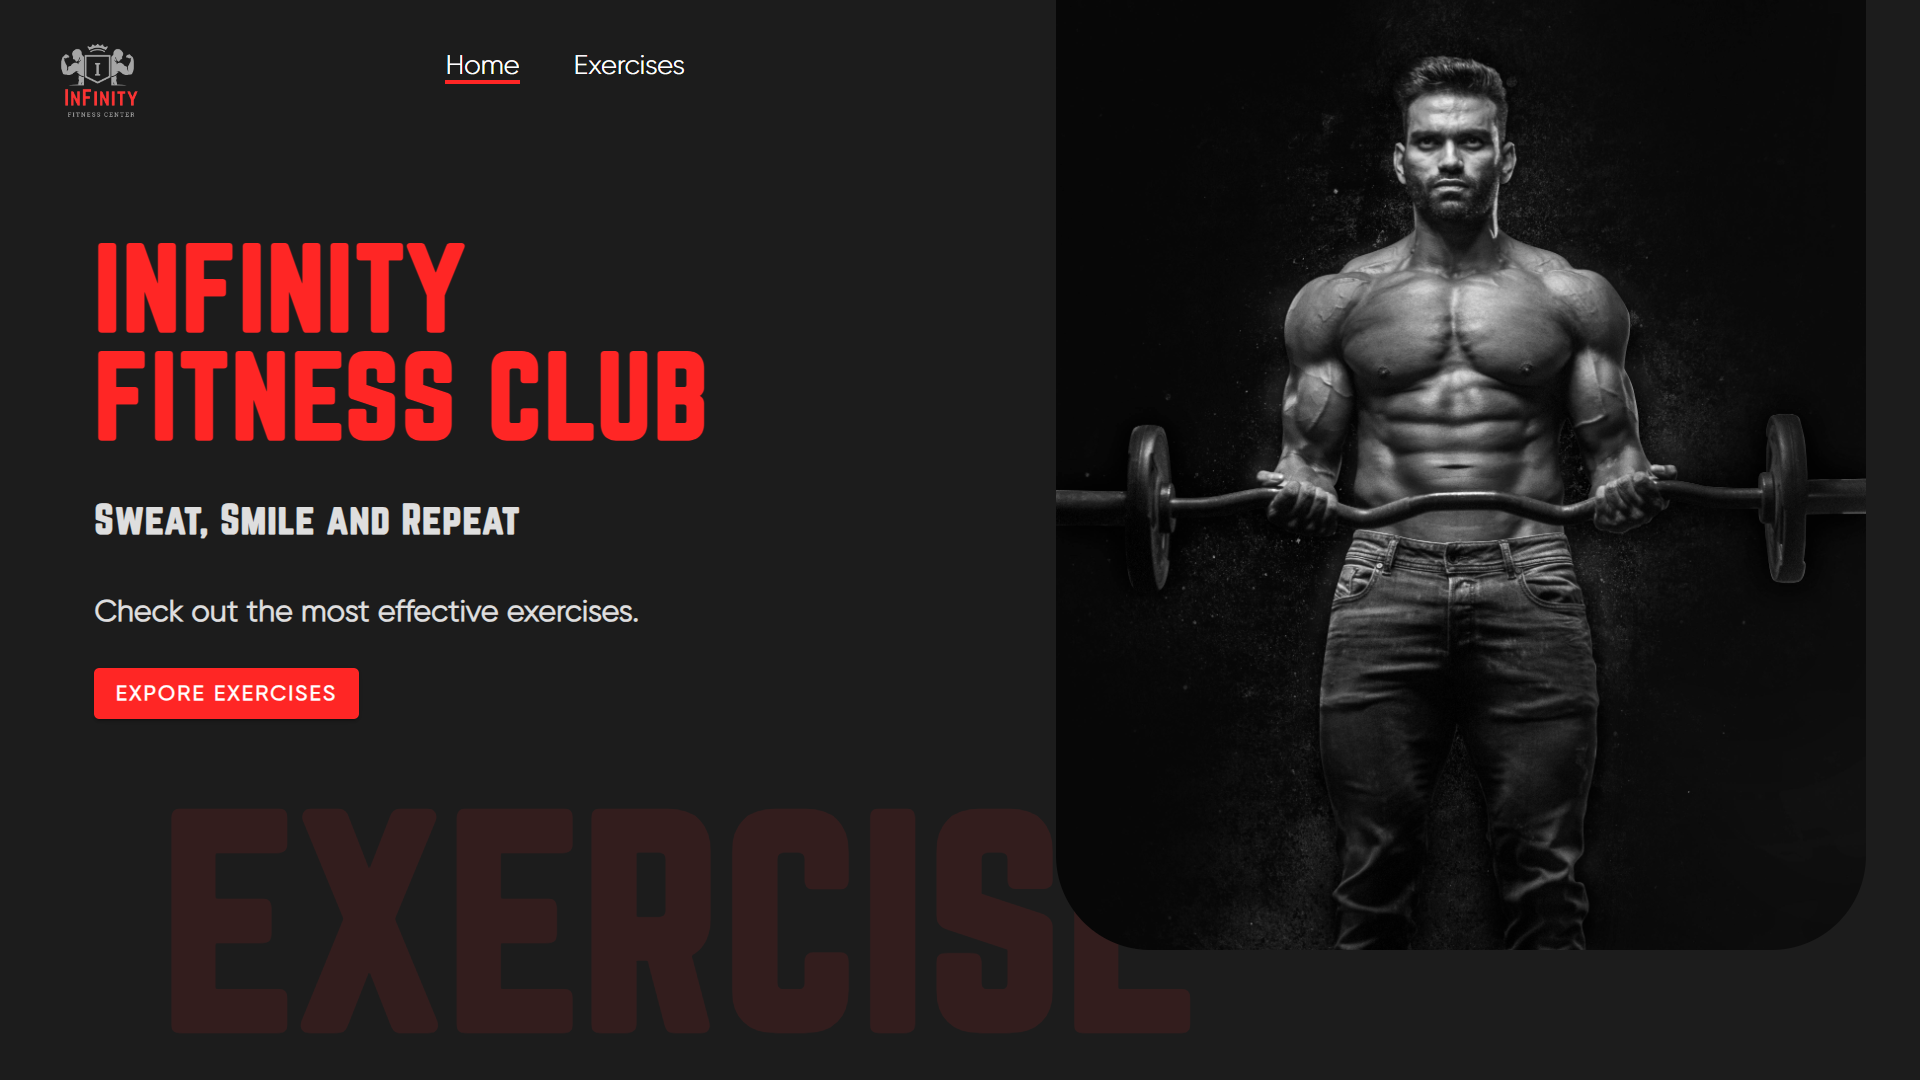 I
INFINITY
FITNESS CENTER
Home
Exercises
INFINITY
FITNESS CLUB
SWEAT, SMILE AND REPEAT
Check out the most effective exercises.
EXPORE EXERCISES
EXERCISE